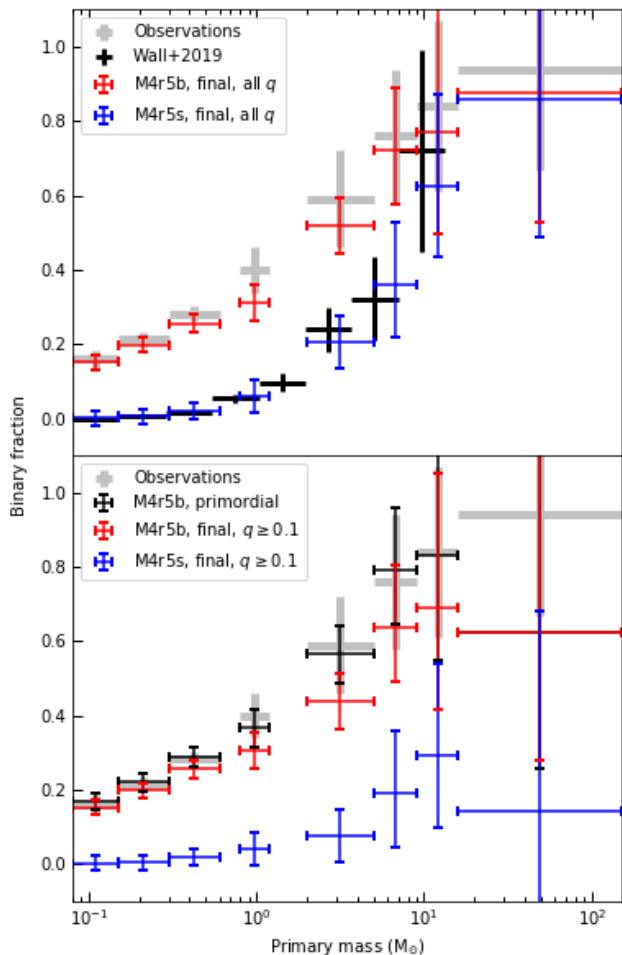 1.0
0.8
0.6
0.4
0.2
0.0
Observations
Wall+2019
M4r5b, final, all q
M4r5s, final, all q
Binary fraction
1.0
0.8
0.6
0.4
0.2
0.0
Observations
M4r5b, primordial
M4r5b, final, q ≥ 0.1
M4r5s, final, q ≥ 0.1
10⁻¹ 10⁰ 10¹ 10²
Primary mass (M☉)